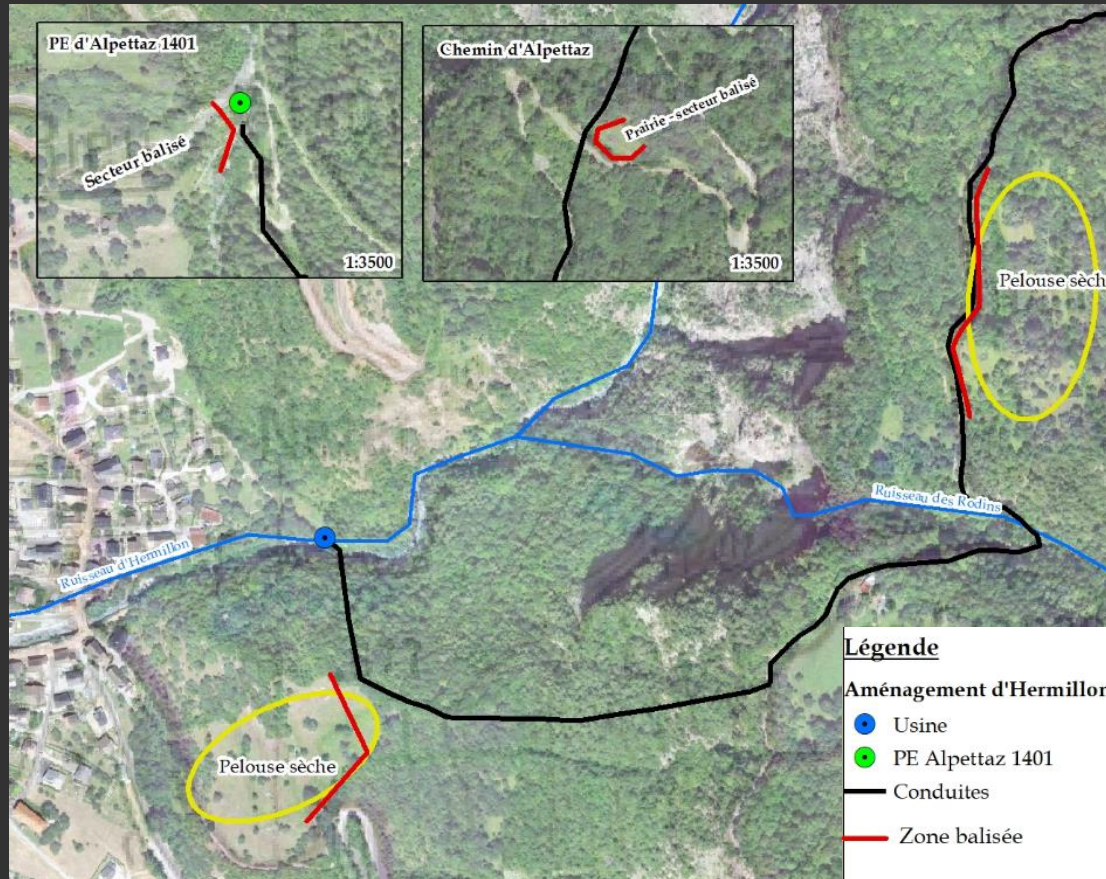 PE d'Alpettaz 1401
Secteur balisé
1:3500
Chemin d'Alpettaz
Prairie - secteur balisé
1:3500
Pelouse sèch
Ruisseau des Rodins
Ruisseau d'Hermillon
Pelouse sèche
Légende
Aménagement d'Hermillon
Usine
PE Alpettaz 1401
Conduites
Zone balisée